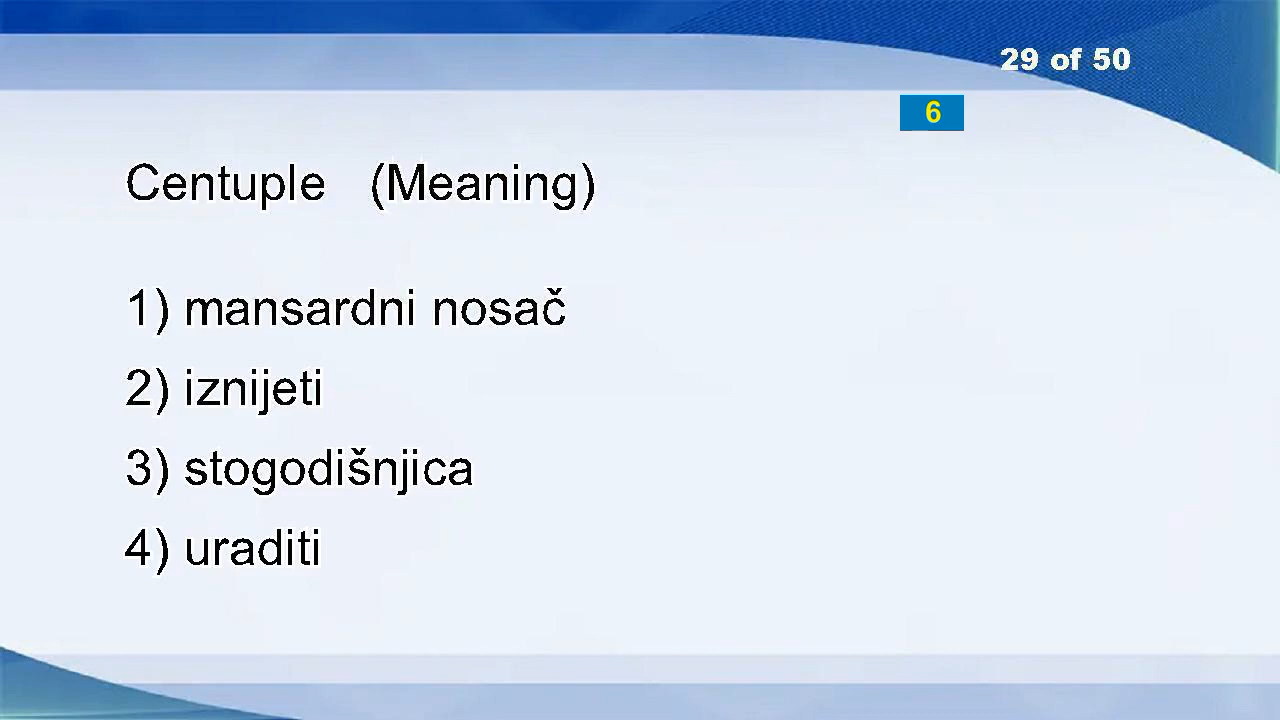 29 of 50
6
Centuple (Meaning)
1) mansardni nosač
2) iznijeti
3) stogodišnjica
4) uraditi